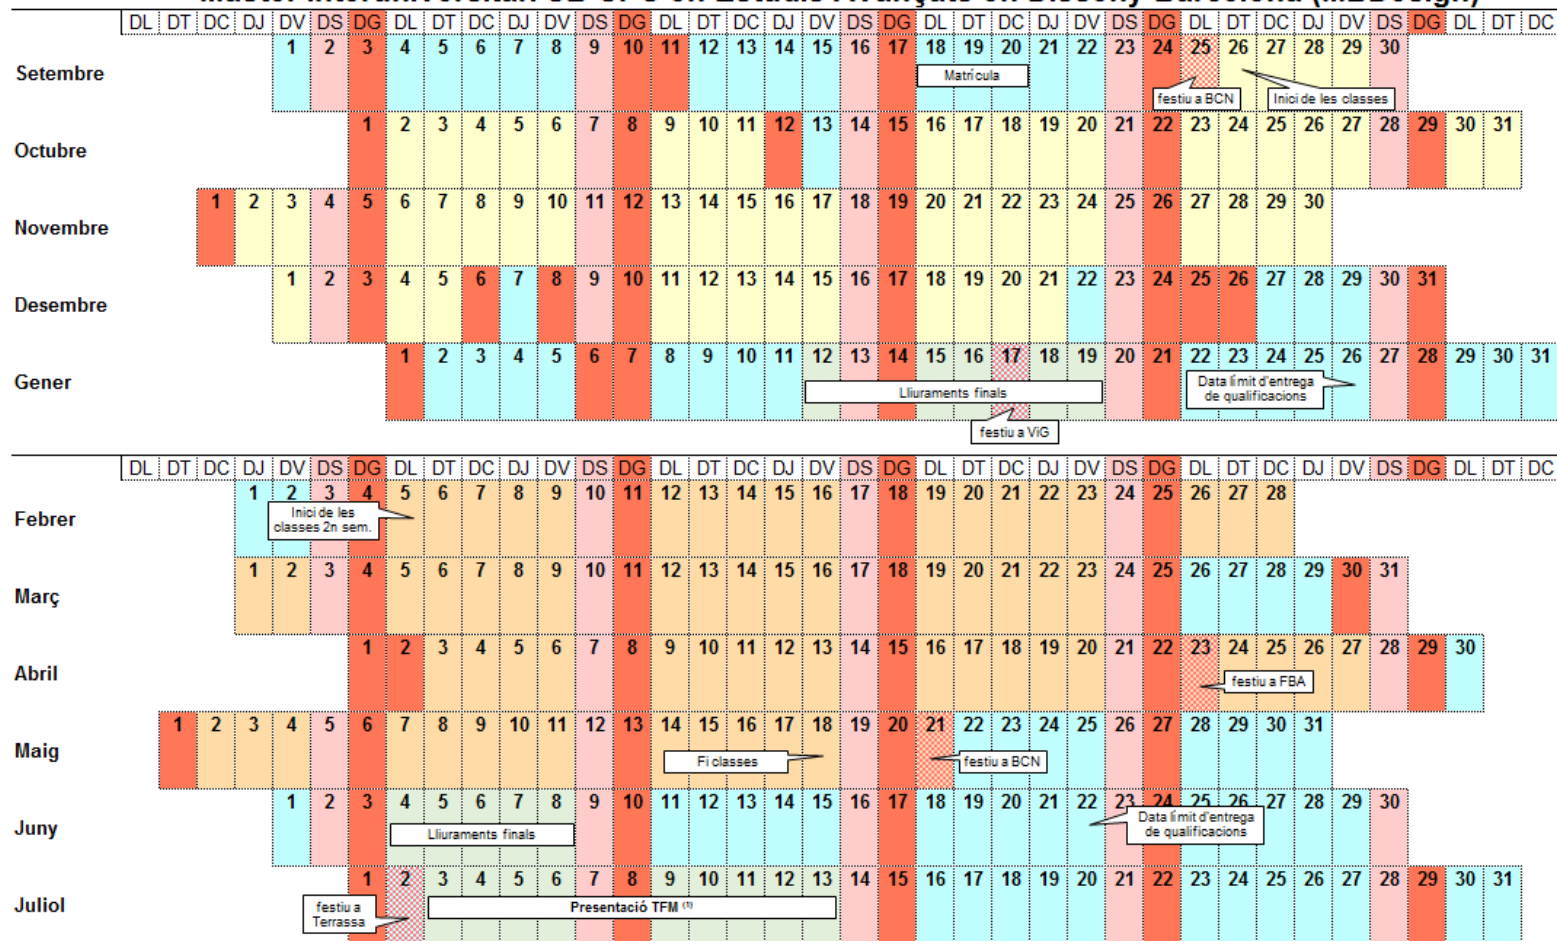 Màster Interuniversitari en Estudis Avançats en Disseny Barcelona
DL DT DC DJ DV DS DG DL DT DC DJ DV DS DG DL DT DC DJ DV DS DG DL DT DC DJ DV DS DG DL DT DC DJ DV DS DG DL DT DC
Setembre 1 2 3 4 5 6 7 8 9 10 11 12 13 14 15 16 17 18 19 20 21 22 23 24 25 26 27 28 29 30
Matrícula
festiu a BCN
Inici de les classes
Octubre 1 2 3 4 5 6 7 8 9 10 11 12 13 14 15 16 17 18 19 20 21 22 23 24 25 26 27 28 29 30 31
Novembre 1 2 3 4 5 6 7 8 9 10 11 12 13 14 15 16 17 18 19 20 21 22 23 24 25 26 27 28 29 30
Desembre 1 2 3 4 5 6 7 8 9 10 11 12 13 14 15 16 17 18 19 20 21 22 23 24 25 26 27 28 29 30 31
Gener 1 2 3 4 5 6 7 8 9 10 11 12 13 14 15 16 17 18 19 20 21 22 23 24 25 26 27 28 29 30 31
Lliuraments finals
Data límit d'entrega
de qualificacions
festiu a ViG
DL DT DC DJ DV DS DG DL DT DC DJ DV DS DG DL DT DC DJ DV DS DG DL DT DC DJ DV DS DG DL DT DC DJ DV DS DG DL DT DC
Febrer 1 2 3 4 5 6 7 8 9 10 11 12 13 14 15 16 17 18 19 20 21 22 23 24 25 26 27 28
Inici de les
classes 2n sem.
Març 1 2 3 4 5 6 7 8 9 10 11 12 13 14 15 16 17 18 19 20 21 22 23 24 25 26 27 28 29 30 31
Abril 1 2 3 4 5 6 7 8 9 10 11 12 13 14 15 16 17 18 19 20 21 22 23 24 25 26 27 28 29 30
festiu a FBA
Maig 1 2 3 4 5 6 7 8 9 10 11 12 13 14 15 16 17 18 19 20 21 22 23 24 25 26 27 28 29 30 31
Fi classes
festiu a BCN
Juny 1 2 3 4 5 6 7 8 9 10 11 12 13 14 15 16 17 18 19 20 21 22 23 24 25 26 27 28 29 30
Lliuraments finals
Data límit d'entrega
de qualificacions
Juliol 1 2 3 4 5 6 7 8 9 10 11 12 13 14 15 16 17 18 19 20 21 22 23 24 25 26 27 28 29 30 31
festiu a
Terrassa
Presentació TFM (1)